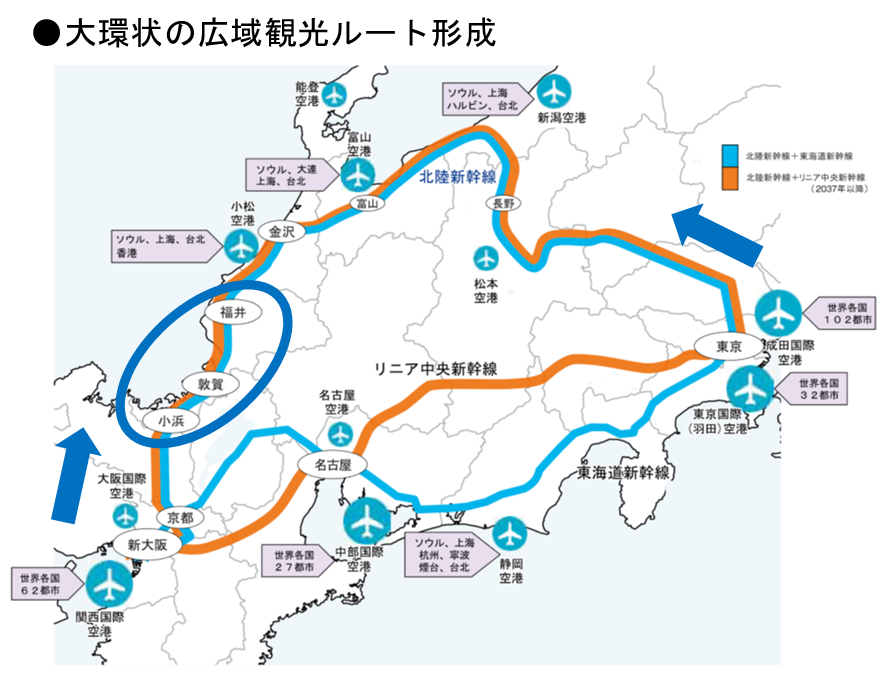 ●大環状の広域観光ルート形成
能登
空港
ソウル、上海
ハルビン、台北
新潟空港
富山
空港
ソウル、大連
上海、台北
北陸新幹線
富山
長野
北陸新幹線＋東海道新幹線
北陸新幹線＋リニア中央新幹線
（2037年以降）
小松
空港
ソウル、上海、台北
香港
金沢
松本
空港
福井
世界各国
１０２都市
成田国際
空港
東京
リニア中央新幹線
敦賀
世界各国
３２都市
東京国際
（羽田）空港
小浜
名古屋
空港
名古屋
東海道新幹線
大阪国際
空港
京都
新大阪
世界各国
６２都市
関西国際
空港
世界各国
２７都市
中部国際
空港
ソウル、上海
杭州、寧波
煙台、台北
静岡
空港